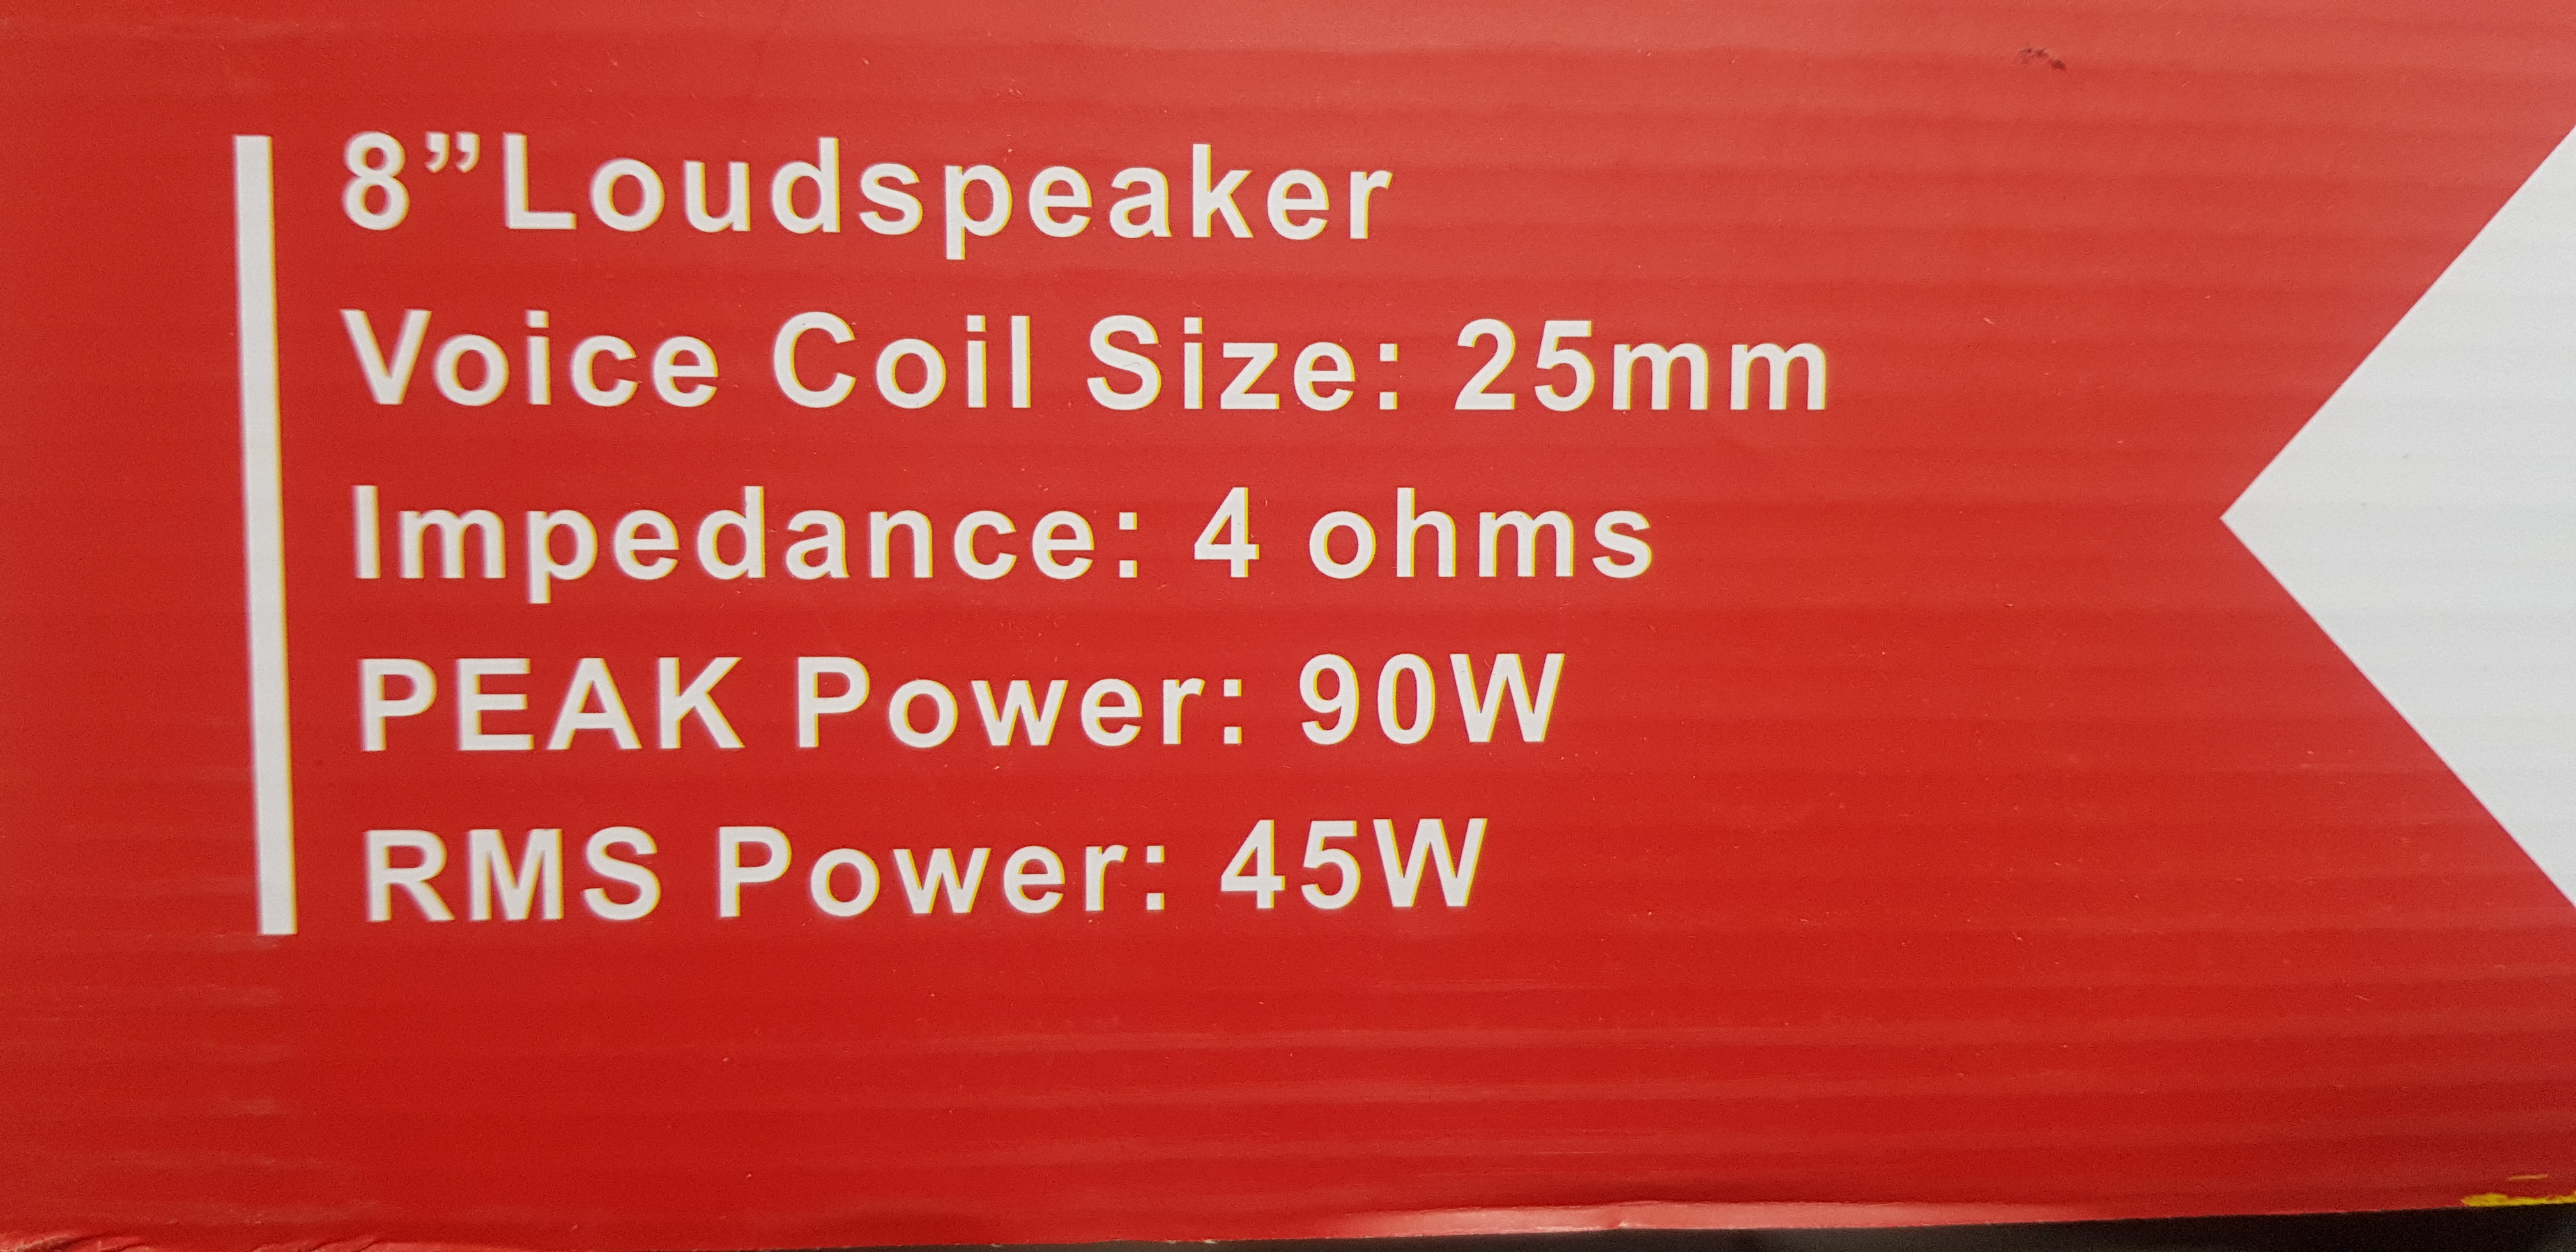 8”Loudspeaker
Voice Coil Size: 25mm
Impedance: 4 ohms
PEAK Power: 90W
RMS Power: 45W